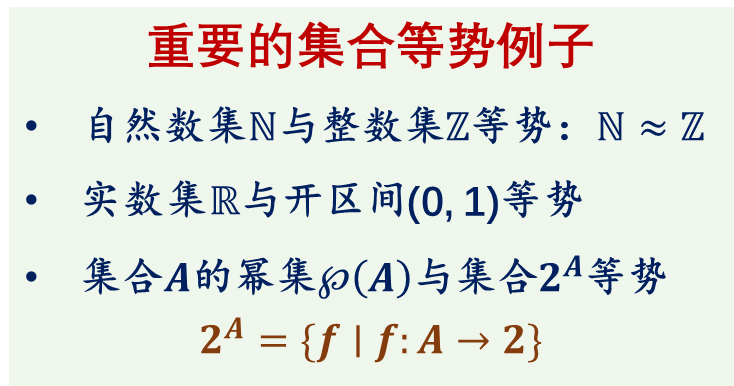 重要的集合等势例子
• 自然数集ℕ与整数集ℤ等势：ℕ ≈ ℤ
• 实数集ℝ与开区间(0, 1)等势
• 集合A的幂集℘(A)与集合2^A等势
2^A = {f | f: A → 2}